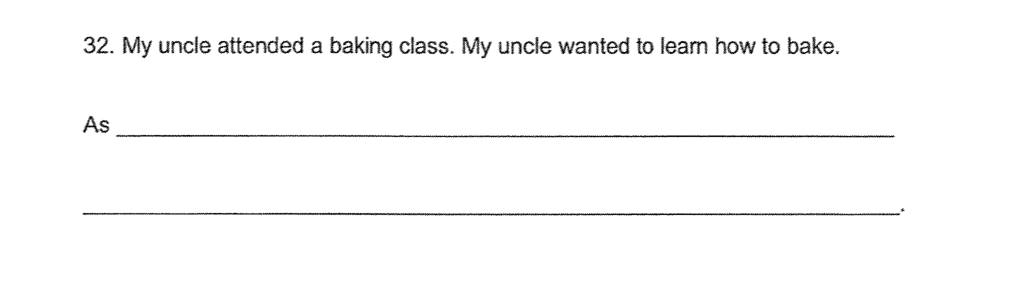 32. My uncle attended a baking class. My uncle wanted to learn how to bake.
As
.